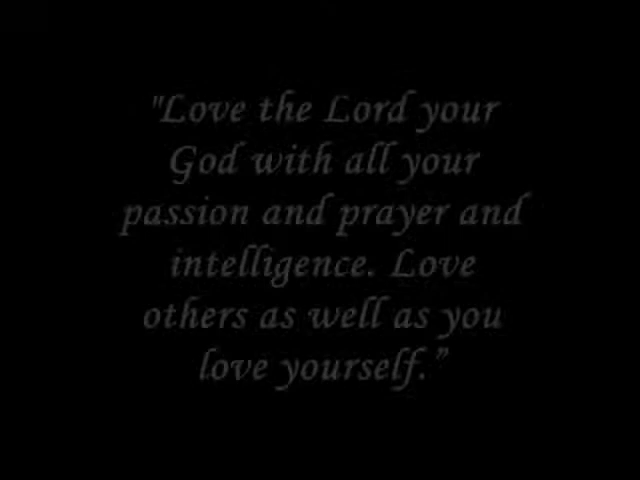 "Love the Lord your
God with all your
passion and prayer and
intelligence. Love
others as well as you
love yourself.”